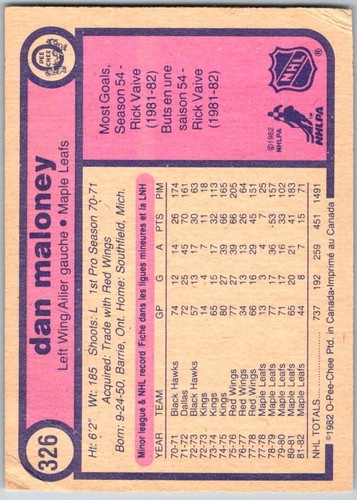 326
dan maloney
Left Wing/Ailier gauche • Maple Leafs
O
PEE
CHEE
Ht: 6'2" Wt: 185 Shoots: L 1st Pro Season 70-71
Acquired: Trade with Red Wings
Born: 9-24-50, Barrie, Ont. Home: Southfield, Mich.
Minor league & NHL record Fiche dans les ligues mineures et la LNH
YEAR TEAM GP G A PTS PIM
70-71 Black Hawks 74 12 14 26 174
71-72 Dallas 72 25 45 70 161
72-73 Black Hawks 57 13 17 30 63
72-73 Kings 14 4 7 11 18
73-74 Kings 65 15 17 32 113
74-75 Kings 80 27 39 66 165
75-76 Red Wings 77 27 39 66 205
76-77 Red Wings 34 13 13 26 64
77-78 Red Wings 66 16 29 45 151
77-78 Maple Leafs 13 3 4 7 25
78-79 Maple Leafs 77 17 36 53 157
79-80 Maple Leafs 71 17 16 33 102
80-81 Maple Leafs 65 20 21 41 183
81-82 Maple Leafs 44 8 7 15 71
NHL TOTALS 737 192 259 451 1491
©1982 O-Pee-Chee Ptd. in Canada-Imprimé au Canada
Most Goals,
Season 54 -
Rick Vaive
(1981-82)
Buts en une
saison 54 -
Rick Vaive
(1981-82)
NHL
®
©1982
NHLPA
NHLPA